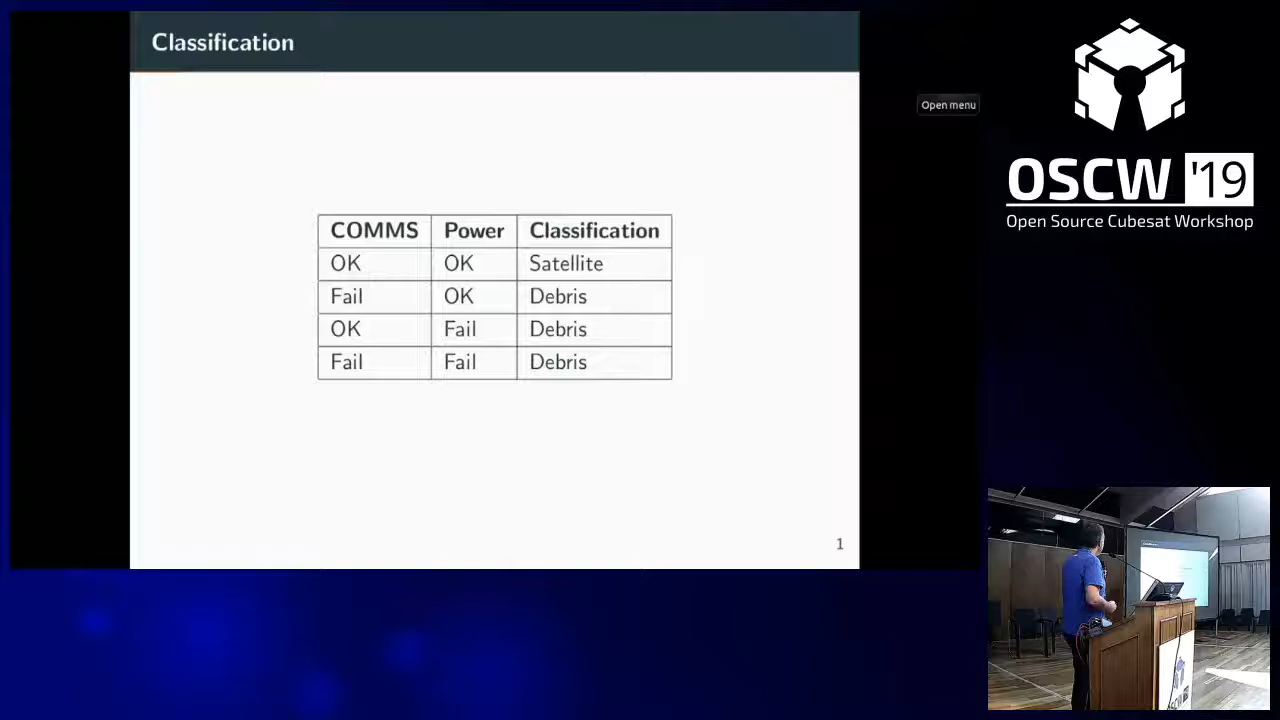 Classification
COMMS Power Classification
OK OK Satellite
Fail OK Debris
OK Fail Debris
Fail Fail Debris
1
Open menu
OSCW '19
Open Source Cubesat Workshop
OSCW